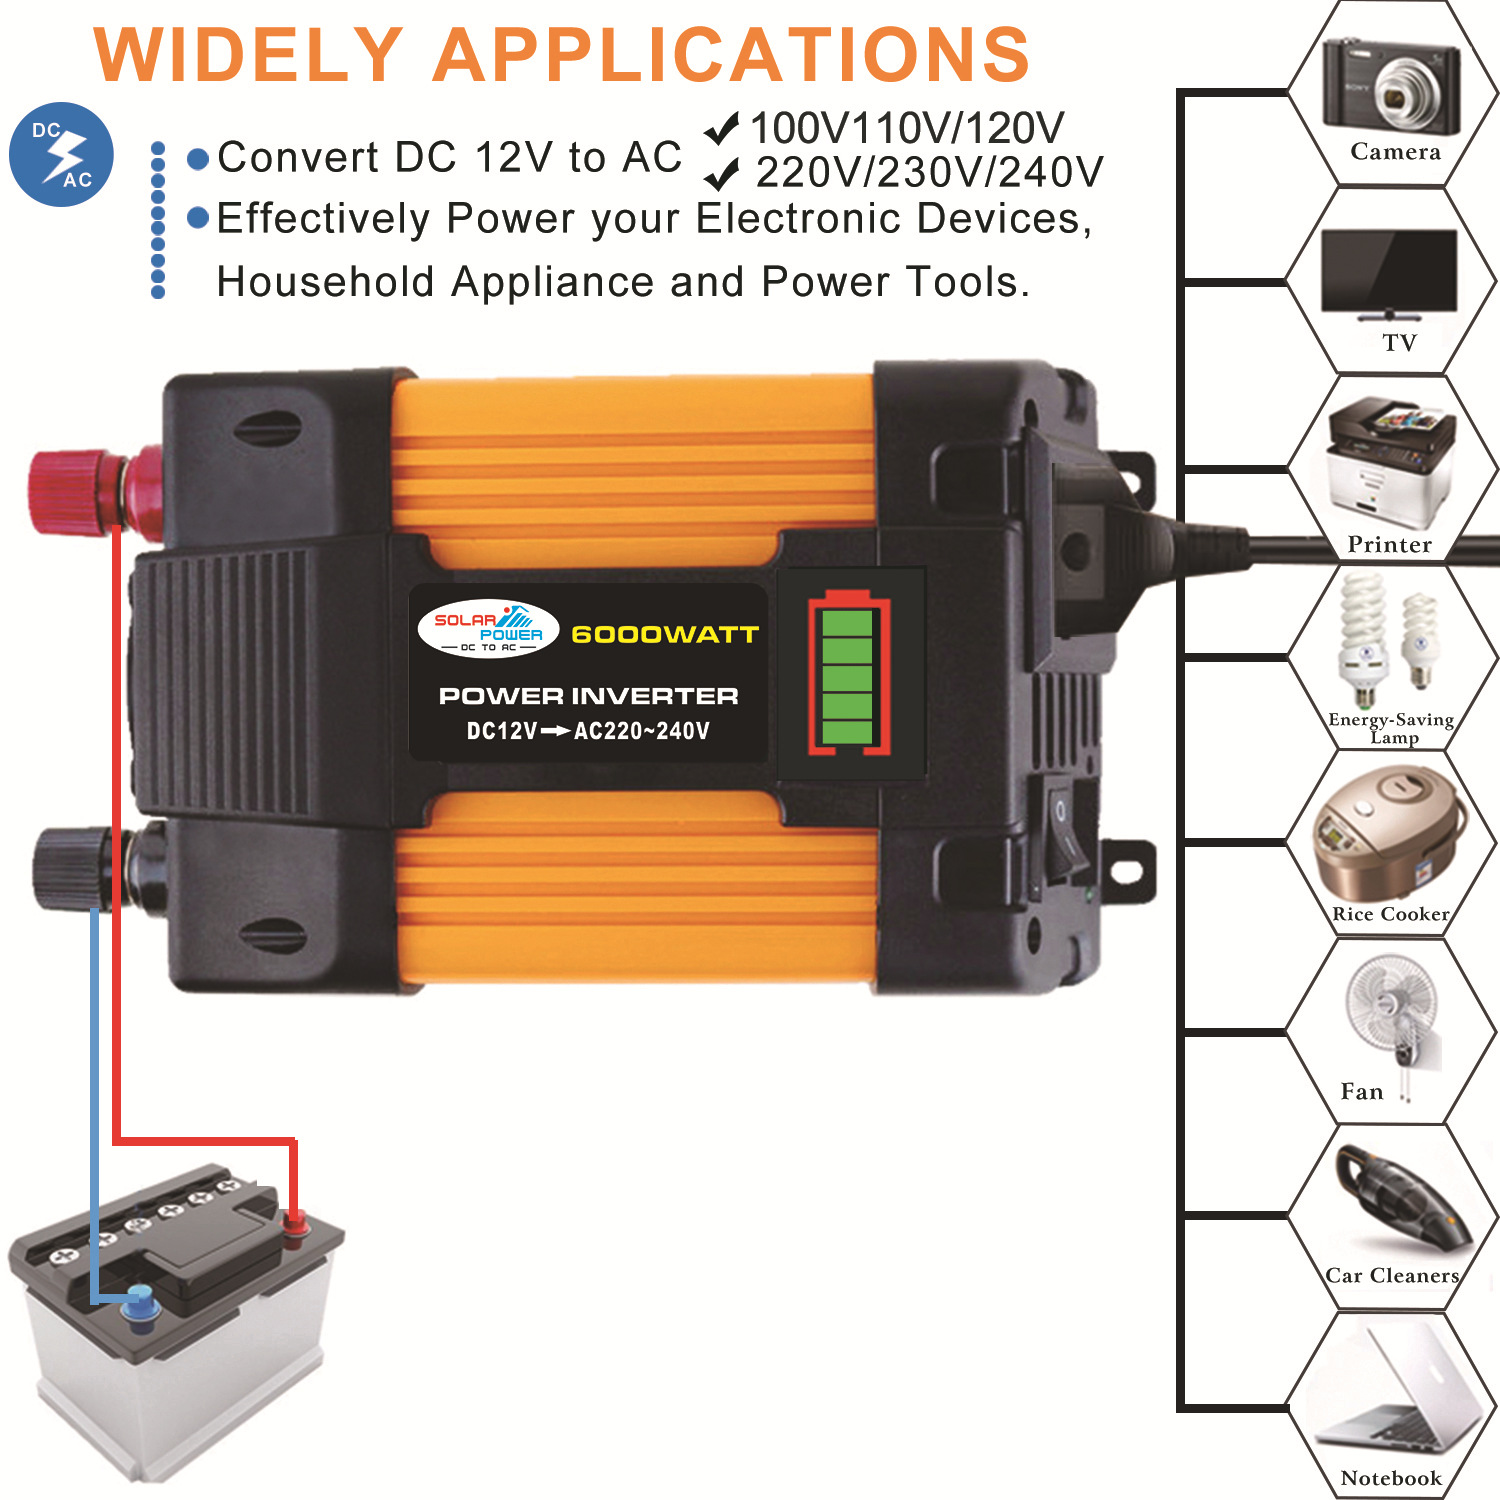 WIDELY APPLICATIONS
DC
AC
Convert DC 12V to AC
100V110V/120V
220V/230V/240V
Effectively Power your Electronic Devices,
Household Appliance and Power Tools.
SOLAR
POWER
DC TO AC
6000WATT
POWER INVERTER
DC12V→AC220~240V
SONY
Camera
TV
Printer
Energy-Saving
Lamp
Rice Cooker
Fan
Car Cleaners
Notebook